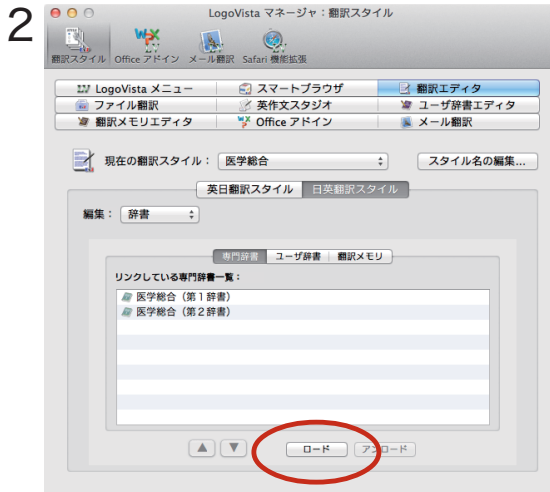 2
LogoVista マネージャ：翻訳スタイル
翻訳スタイル Office アドイン メール翻訳 Safari 機能拡張
LogoVista メニュー スマートブラウザ 翻訳エディタ
ファイル翻訳 英作文スタジオ ユーザ辞書エディタ
翻訳メモリエディタ Office アドイン メール翻訳
現在の翻訳スタイル： 医学総合 スタイル名の編集...
英日翻訳スタイル 日英翻訳スタイル
編集： 辞書
専門辞書 ユーザ辞書 翻訳メモリ
リンクしている専門辞書一覧：
医学総合（第１辞書）
医学総合（第２辞書）
ロード アンロード